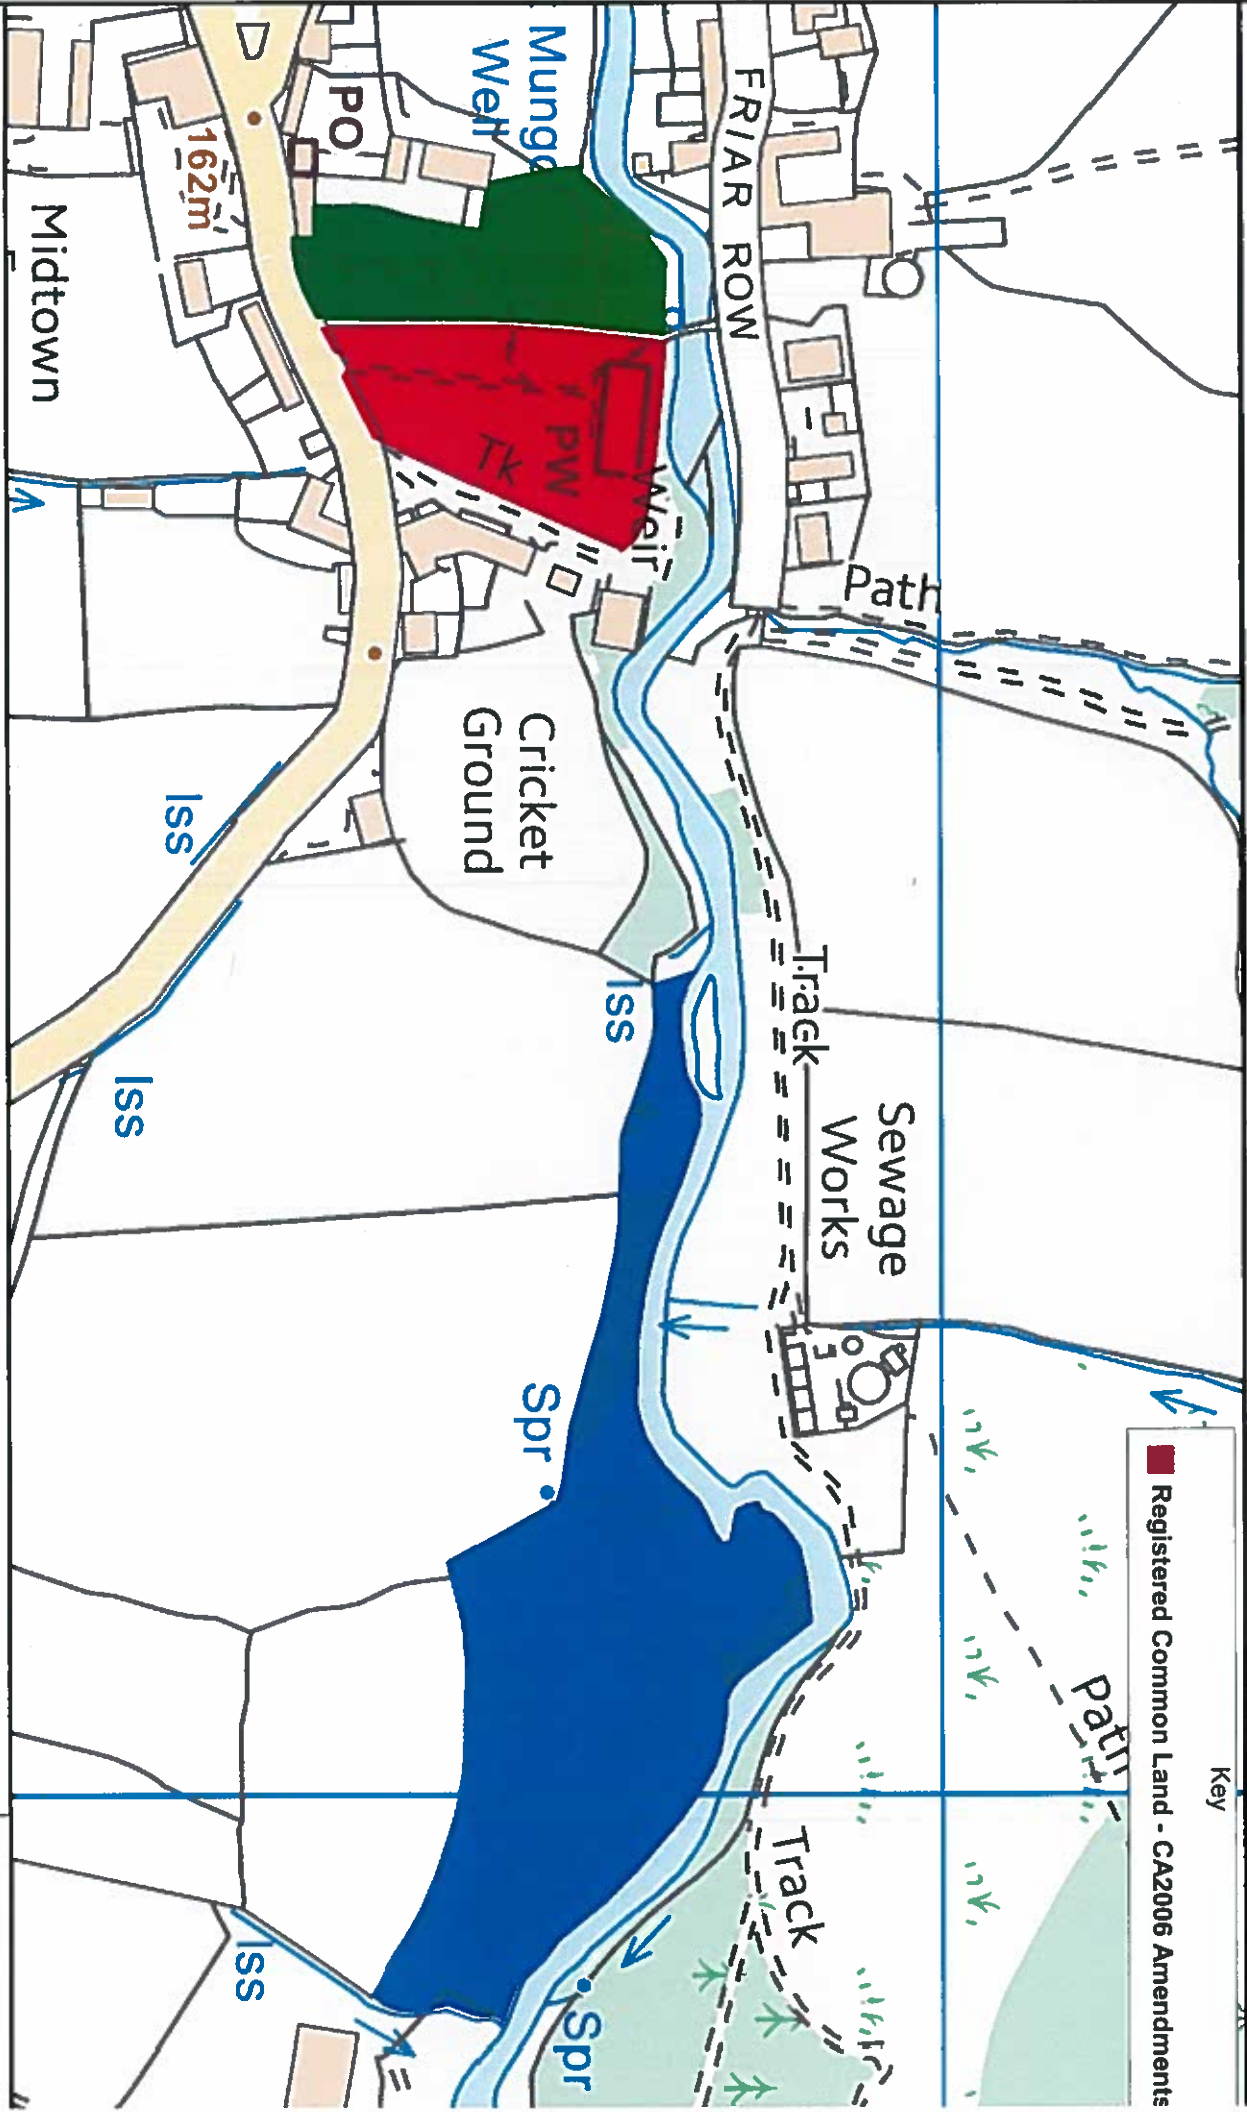 Key
Registered Common Land - CA2006 Amendments
Path
Sewage
Works
Track
Path
FRIAR ROW
Track
Spr
Weir
Iss
Mungo
Well
PW
Cricket
Ground
Tk
Spr
PO
Iss
162m
Iss
Iss
Midtown